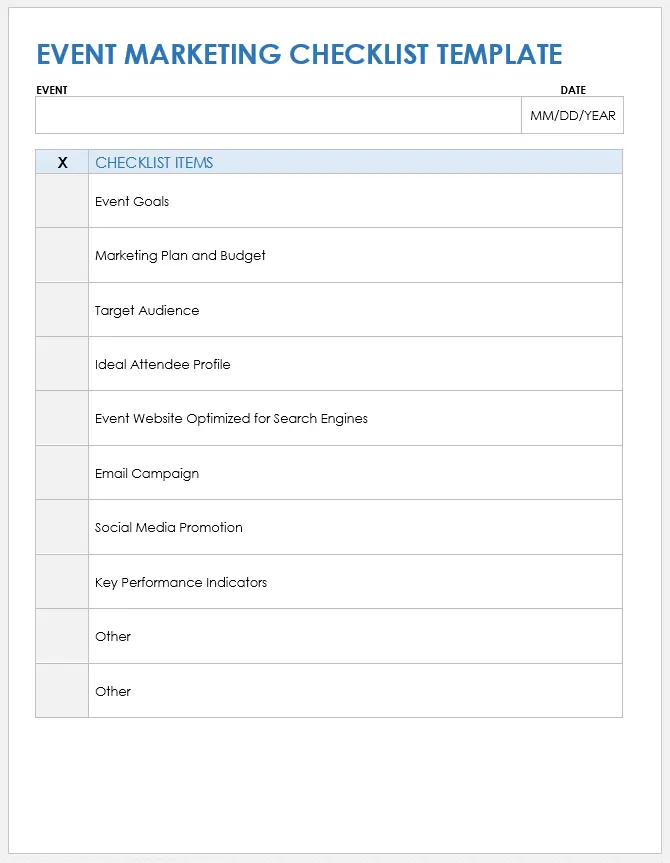 EVENT MARKETING CHECKLIST TEMPLATE
EVENT DATE
MM/DD/YEAR
X CHECKLIST ITEMS
Event Goals
Marketing Plan and Budget
Target Audience
Ideal Attendee Profile
Event Website Optimized for Search Engines
Email Campaign
Social Media Promotion
Key Performance Indicators
Other
Other